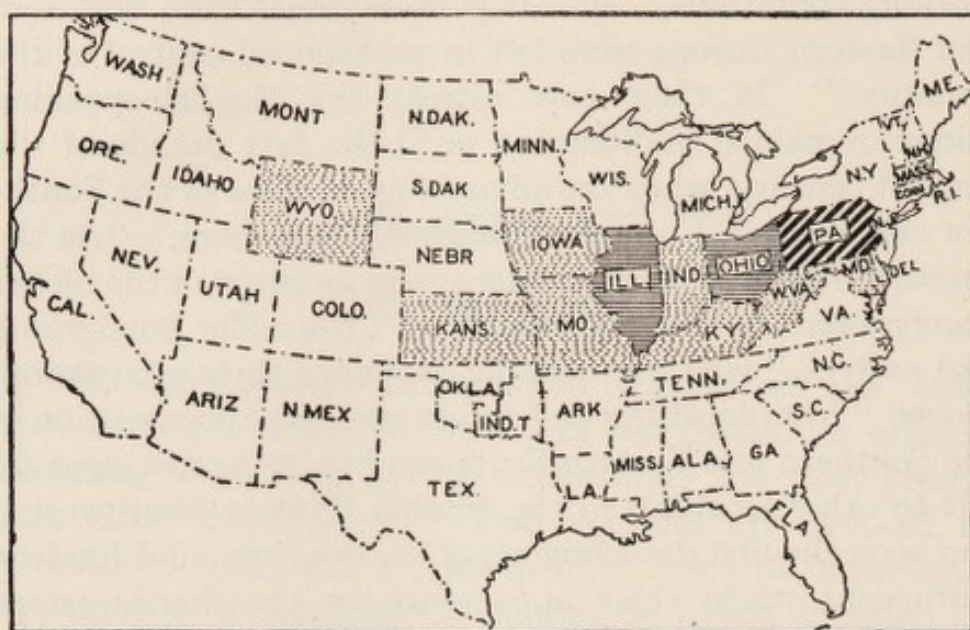 WASH
MONT
N.DAK.
MINN.
ME.
ORE.
IDAHO
S.DAK
WIS.
MICH.
N.Y
VT.
N.H.
MASS.
CONN.
R.I.
WYO.
NEBR
IOWA
ILL.
IND.
OHIO
PA
N.J.
NEV.
UTAH
COLO.
KANS.
MO.
K
W.VA.
MD.
DEL
VA.
CAL.
ARIZ
N.MEX
OKLA.
IND.T
ARK
TENN.
N.C.
S.C.
TEX.
LA.
MISS.
ALA.
GA
FLA.